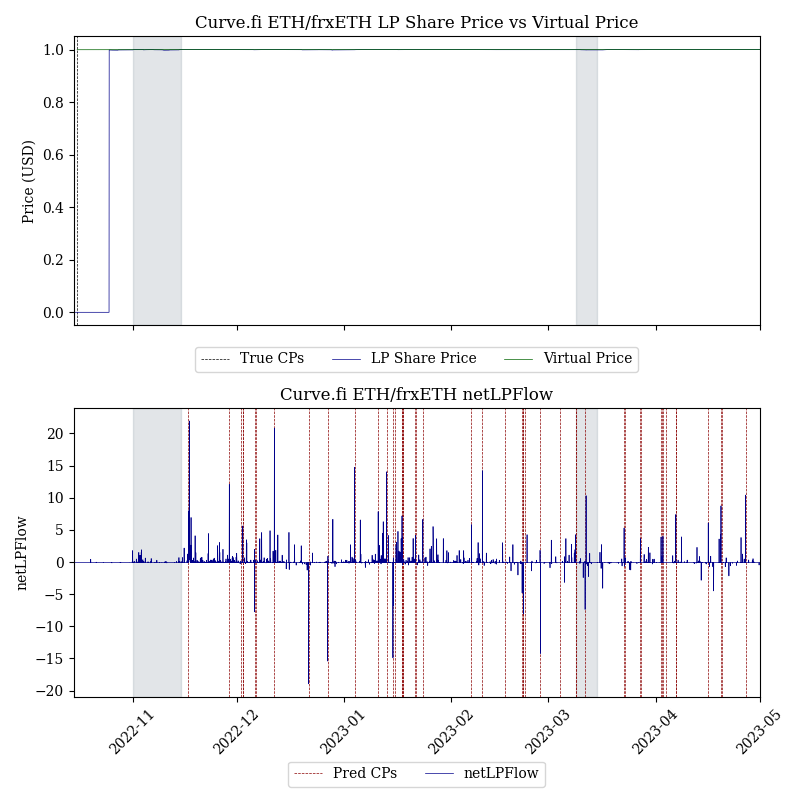 Curve.fi ETH/frxETH LP Share Price vs Virtual Price
1.0
0.8
0.6
0.4
0.2
0.0
Price (USD)
True CPs LP Share Price Virtual Price
Curve.fi ETH/frxETH netLPFlow
20
15
10
5
0
−5
−10
−15
−20
netLPFlow
2022-11 2022-12 2023-01 2023-02 2023-03 2023-04 2023-05
Pred CPs netLPFlow